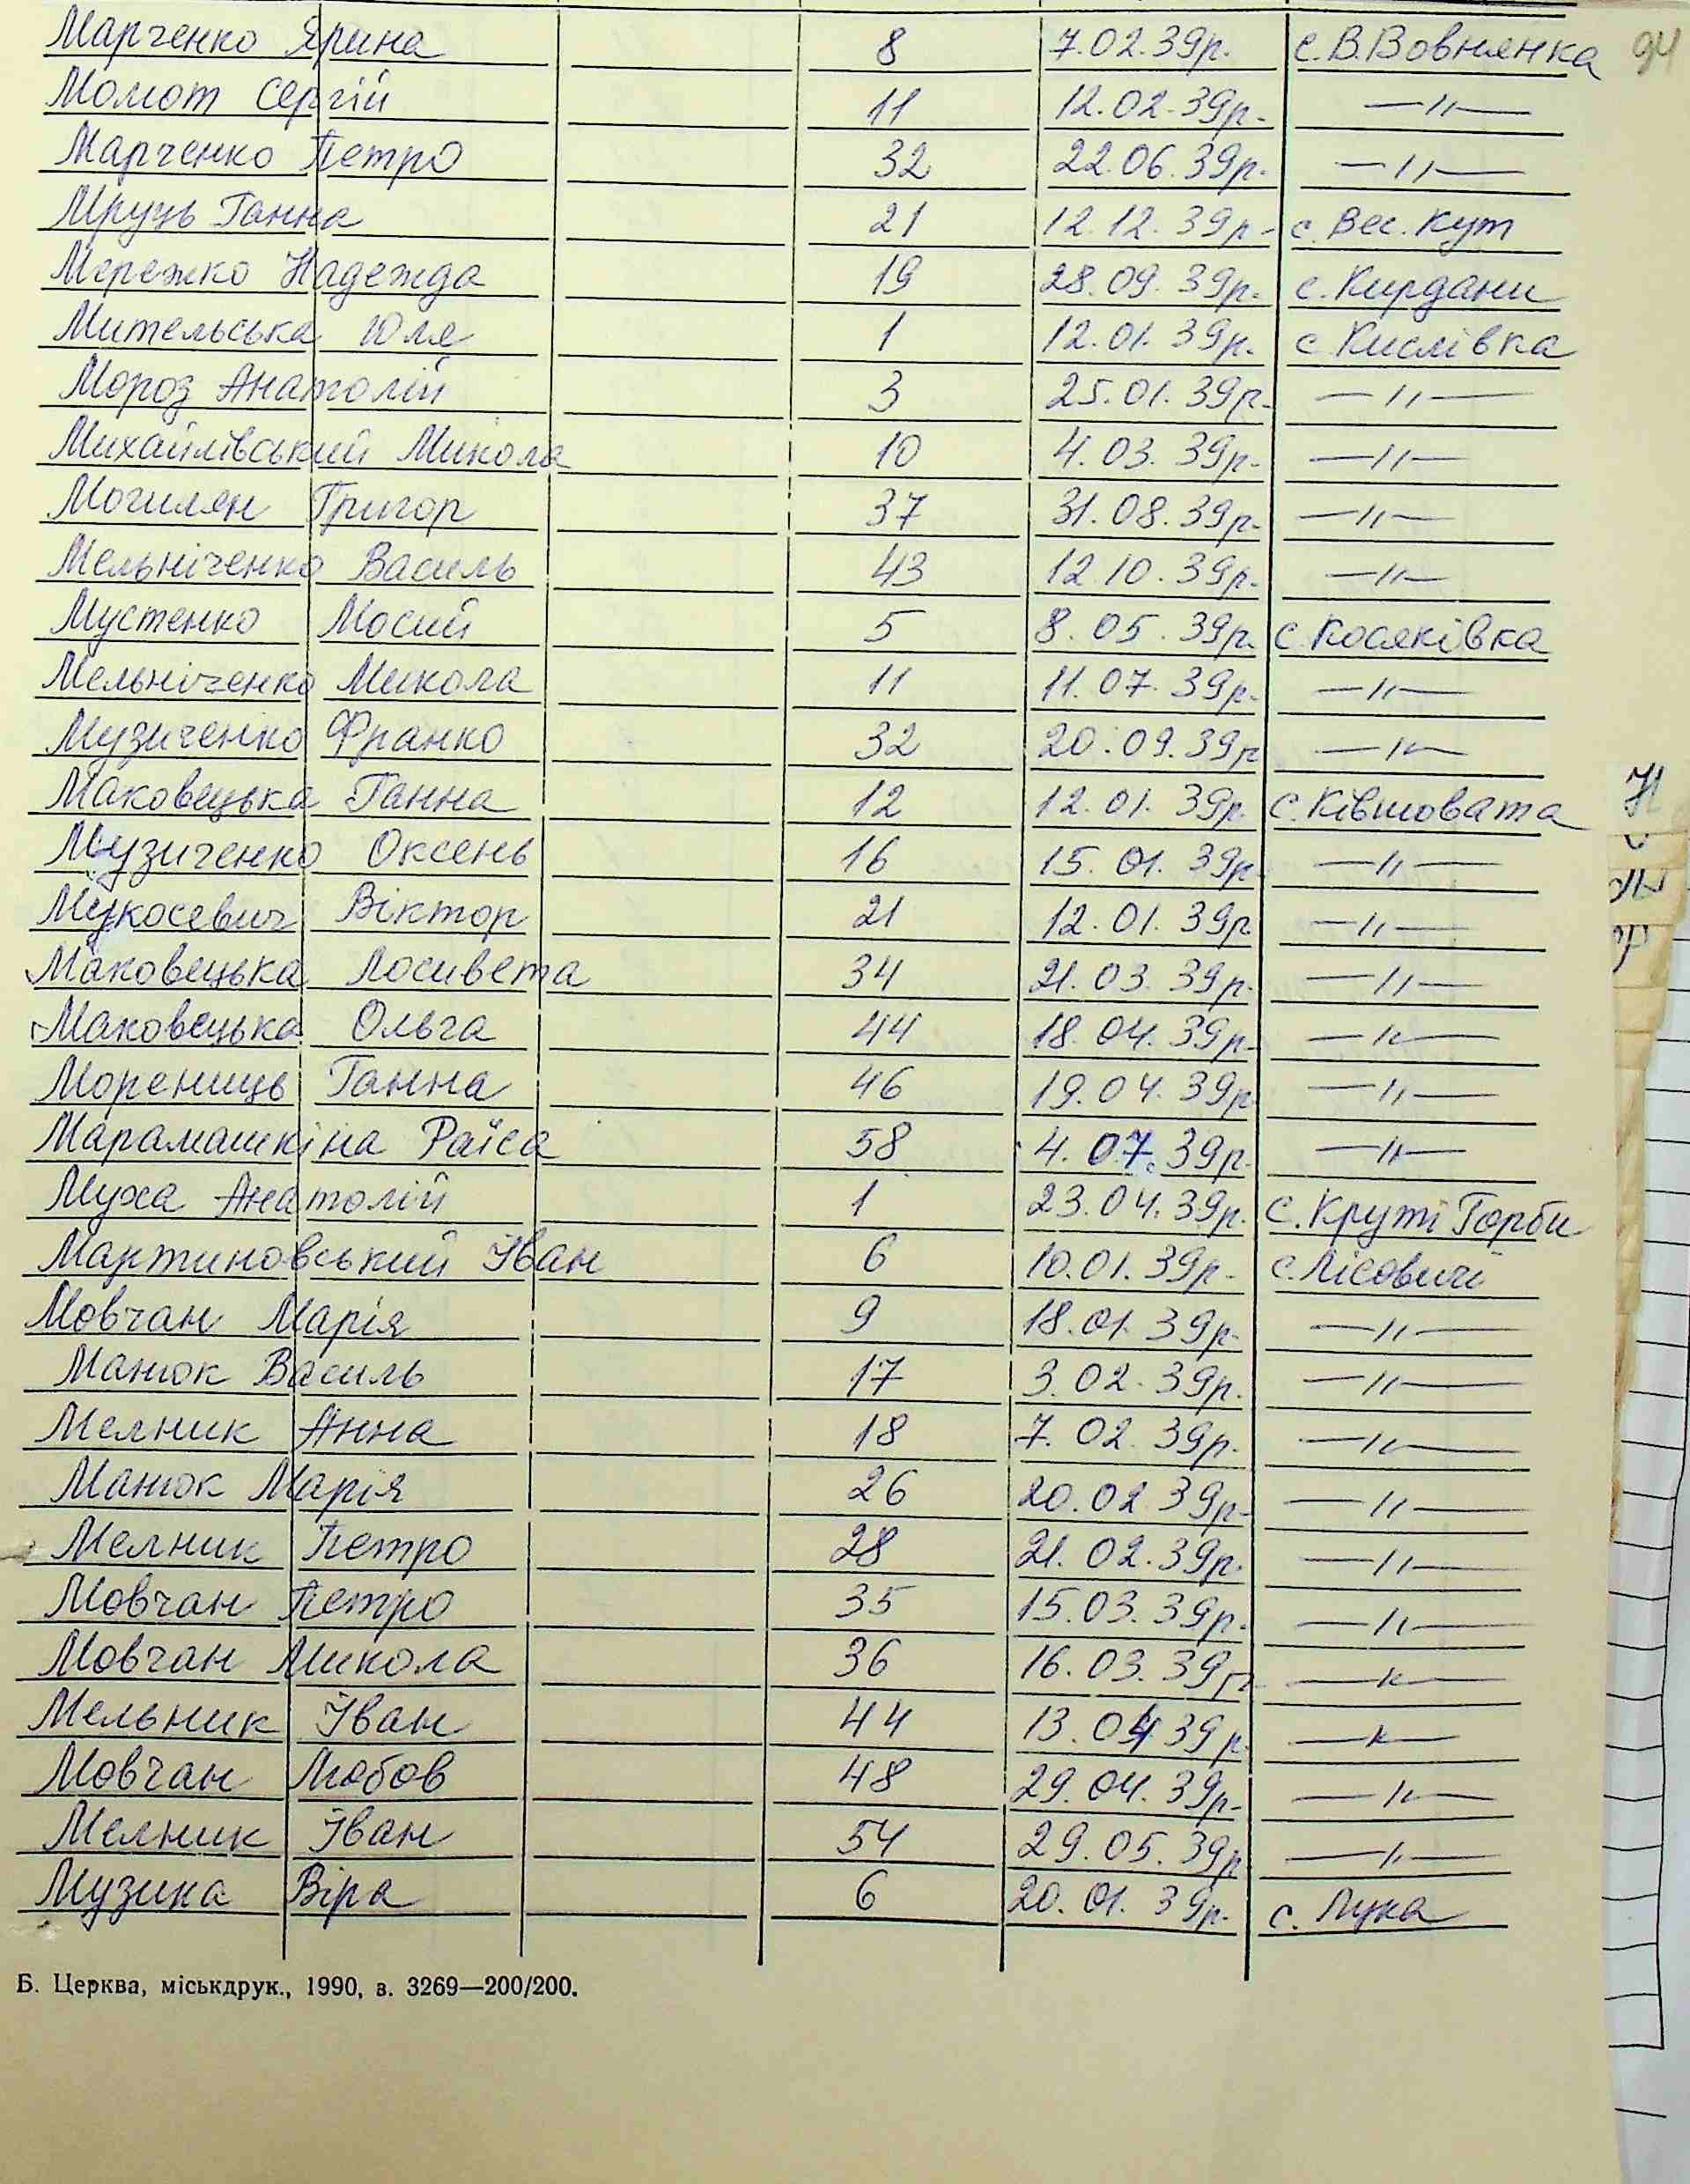 Марченко Ярина 8 7.02.39р. с.В.Вовнянка 94
Момот Сергій 11 12.02.39р. —〃—
Марченко Петро 32 22.06.39р. —〃—
Мруць Ганна 21 12.12.39р. с.Вес.Кут
Мережко Надежда 19 28.09.39р. с.Кирдани
Мительська Юля 1 12.01.39р. с Кислівка
Мороз Анатолій 3 25.01.39р. —〃—
Михайлівський Микола 10 4.03.39р. —〃—
Могилян Григор 37 31.08.39р. —〃—
Мельніченко Василь 43 12.10.39р. —〃—
Мустенко Мосий 5 8.05.39р. с Косяківка
Мельніченко Микола 11 11.07.39р. —〃—
Музиченко Франко 32 20.09.39р —〃—
Маковецька Ганна 12 12.01.39р. с.Ківшовата
Музиченко Оксень 16 15.01.39р —〃—
Мукосевич Віктор 21 12.01.39р —〃—
Маковецька Лосивета 34 21.03.39р. —〃—
Маковецька Ольга 44 18.04.39р. —〃—
Морениць Ганна 46 19.04.39р —〃—
Марамашкіна Раїса 58 4.07.39р. —〃—
Муха Анатолій 1 23.04.39р. с.Круті Горби
Мартиновський Іван 6 10.01.39р. с.Лісовичі
Мовчан Марія 9 18.01.39р. —〃—
Манюк Василь 17 3.02.39р. —〃—
Мелник Анна 18 7.02.39р. —〃—
Манюк Марія 26 20.02.39р. —〃—
Мелник Петро 28 21.02.39р. —〃—
Мовчан Петро 35 15.03.39р. —〃—
Мовчан Микола 36 16.03.39р —〃—
Мельник Іван 44 13.04.39р. —〃—
Мовчан Любов 48 29.04.39р. —〃—
Мелник Іван 54 29.05.39р —〃—
Музика Віра 6 20.01.39р. с. Лука
Б. Церква, міськдрук., 1990, в. 3269—200/200.